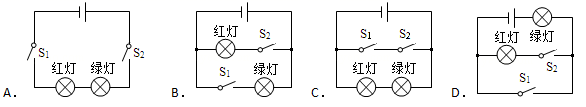 A． S₁ S₂ 红灯 绿灯
B． 红灯 S₂ S₁ 绿灯
C． S₁ S₂ 红灯 绿灯
D． 绿灯 红灯 S₂ S₁